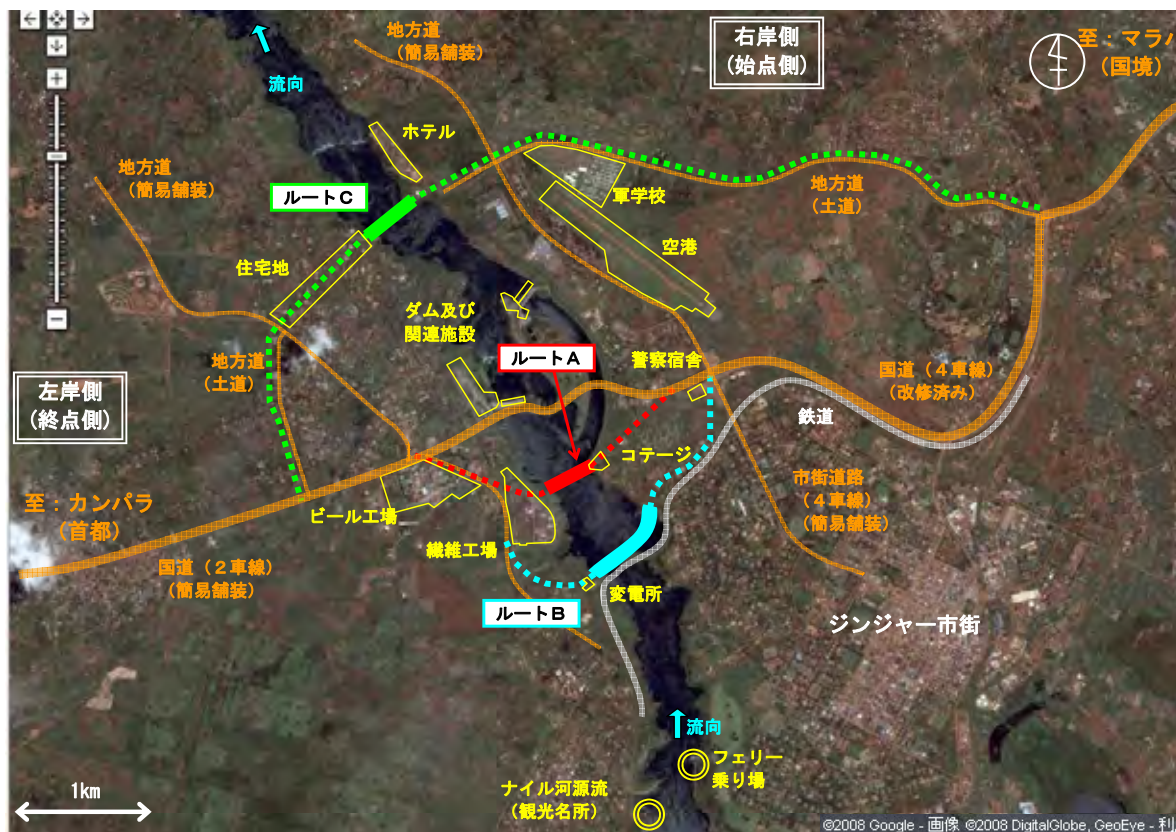 地方道
(簡易舗装)
右岸側
(始点側)
至：マラバ
(国境)
流向
ホテル
地方道
(簡易舗装)
ルートC
軍学校
地方道
(土道)
空港
住宅地
ダム及び
関連施設
ルートA
警察宿舎
左岸側
(終点側)
地方道
(土道)
国道（４車線）
(改修済み)
鉄道
コテージ
市街道路
(４車線)
(簡易舗装)
至：カンパラ
(首都)
ビール工場
繊維工場
国道（２車線）
(簡易舗装)
変電所
ルートB
ジンジャー市街
流向
フェリー
乗り場
ナイル河源流
(観光名所)
1km
©2008 Google - 画像 ©2008 DigitalGlobe, GeoEye - 利